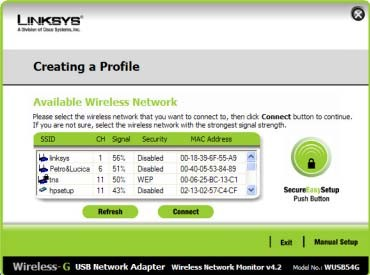 LINKSYS®
A Division of Cisco Systems, Inc.
Creating a Profile
Available Wireless Network
Please select the wireless network that you want to connect to, then click Connect button to continue.
If you are not sure, select the wireless network with the strongest signal strength.
SSID CH Signal Security MAC Address
linksys 1 56% Disabled 00-18-39-6F-55-A9
Petro&Lucica 6 51% Disabled 00-40-05-53-84-89
tns 11 50% WEP 00-06-25-BC-13-C1
hpsetup 11 43% Disabled 02-13-02-57-C4-CF
Refresh Connect
SecureEasySetup
Push Button
Exit Manual Setup
Wireless-G USB Network Adapter Wireless Network Monitor v4.2 Model No.: WUSB54G